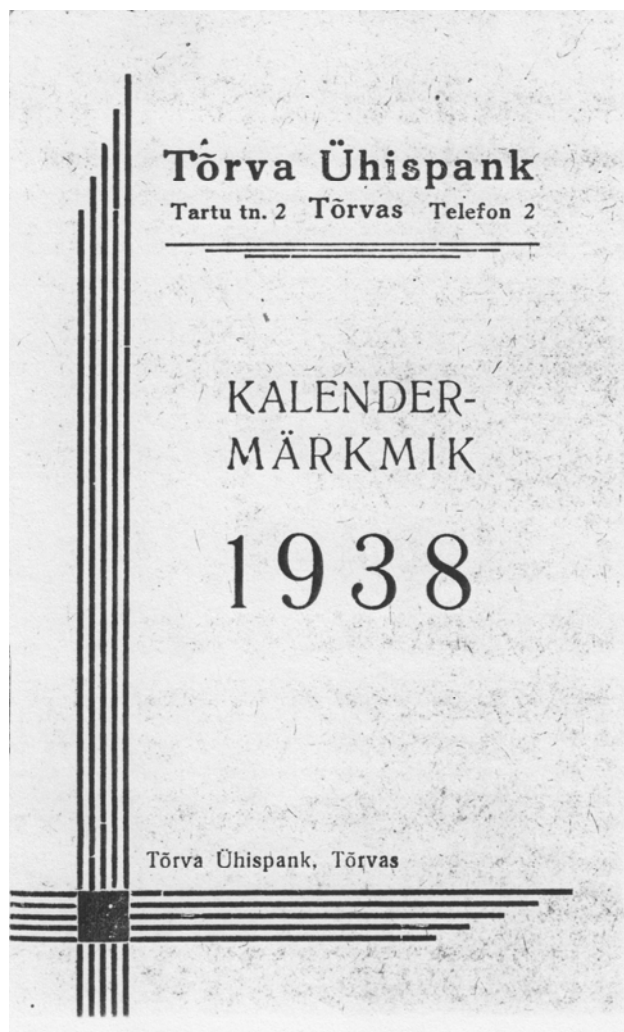 Tõrva Ühispank
Tartu tn. 2 Tõrvas Telefon 2
KALENDER-
MÄRKMIK
1938
Tõrva Ühispank, Tõrvas